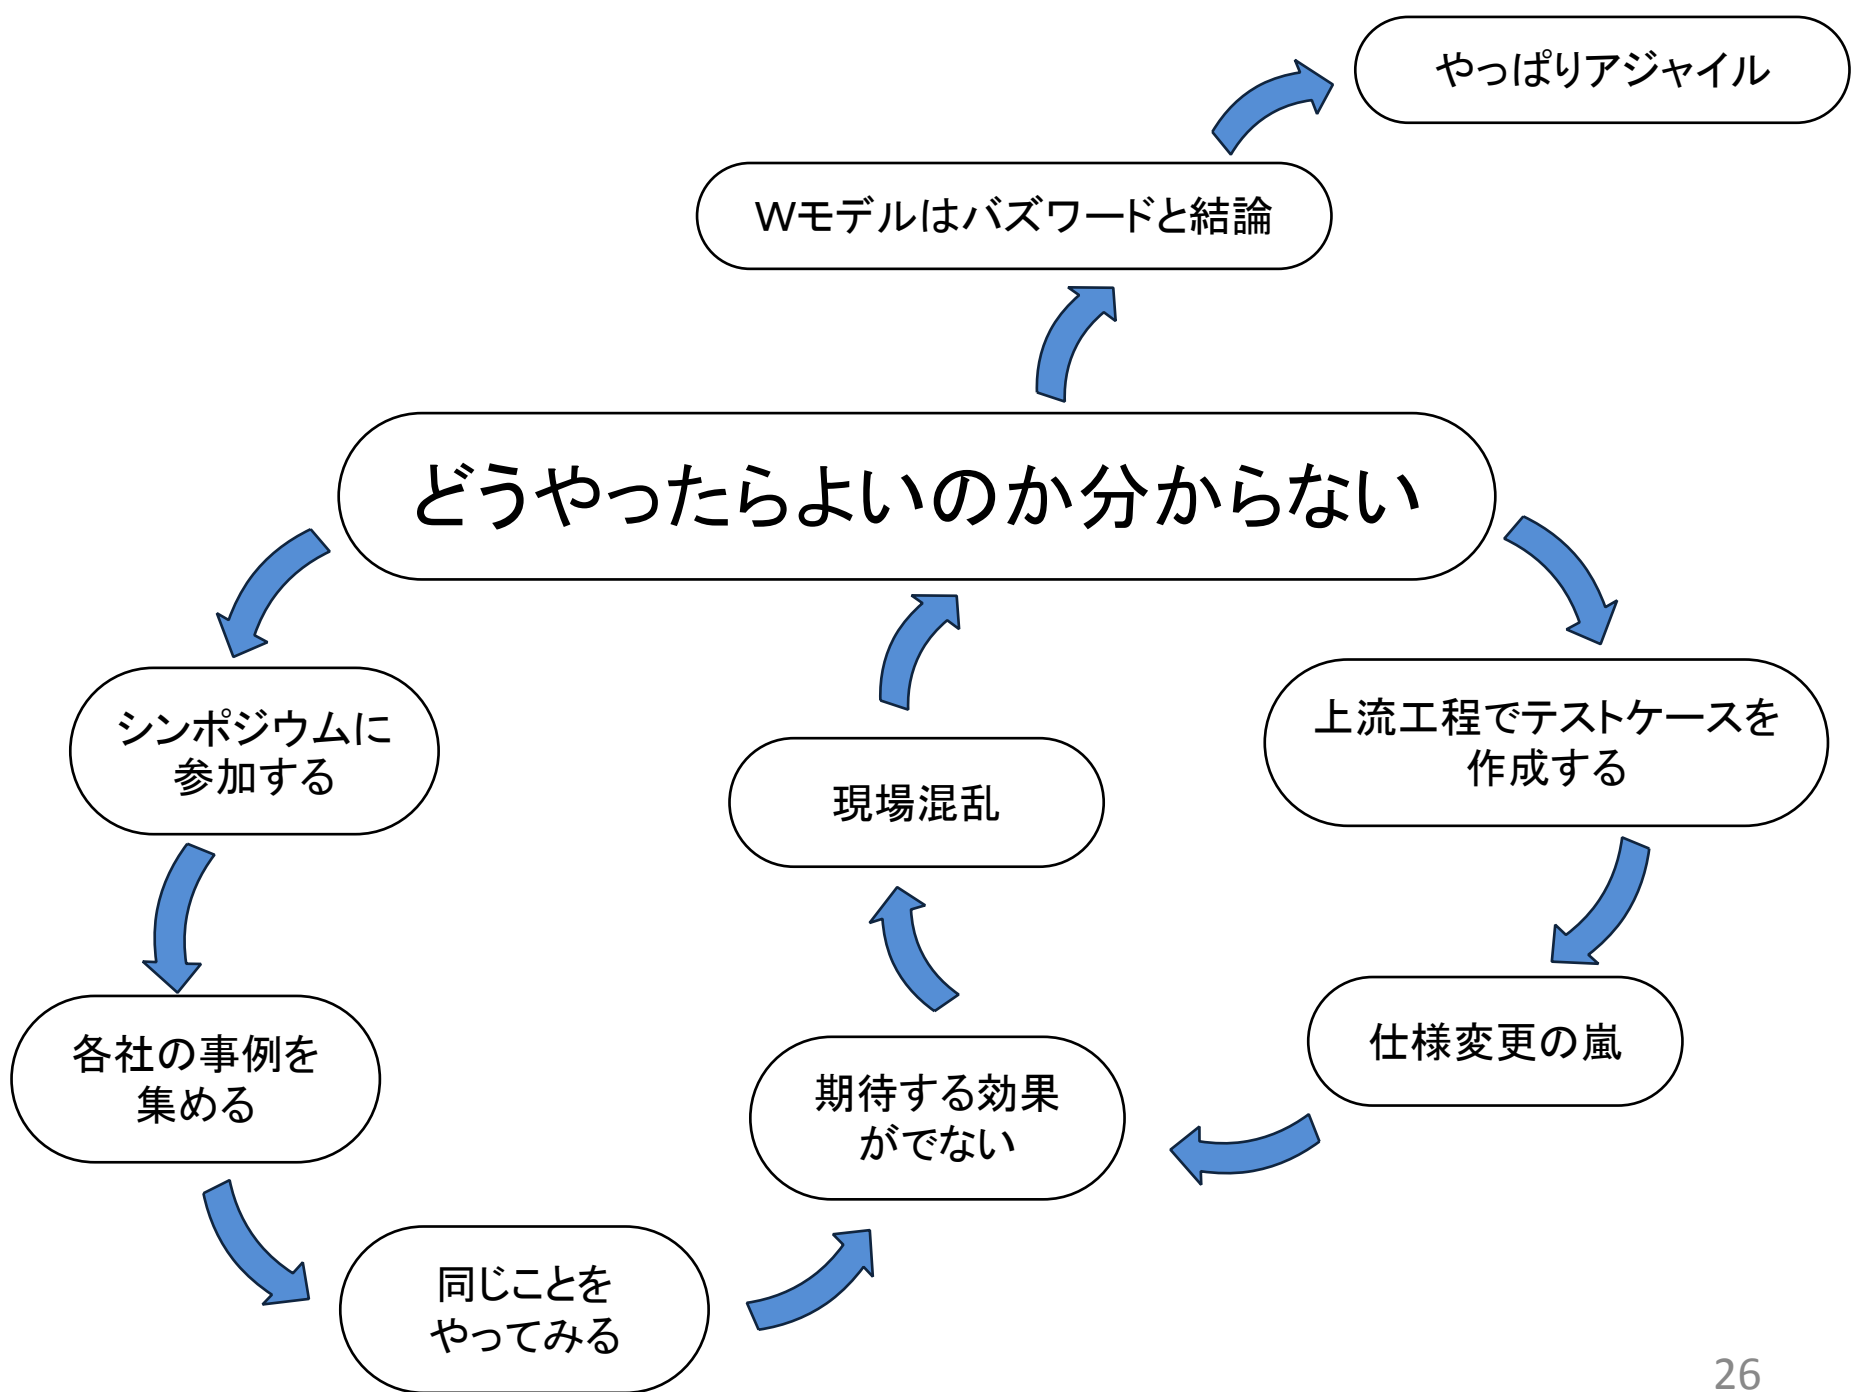 やっぱりアジャイル
Wモデルはバズワードと結論
どうやったらよいのか分からない
シンポジウムに
参加する
現場混乱
上流工程でテストケースを
作成する
各社の事例を
集める
期待する効果
がでない
仕様変更の嵐
同じことを
やってみる
26